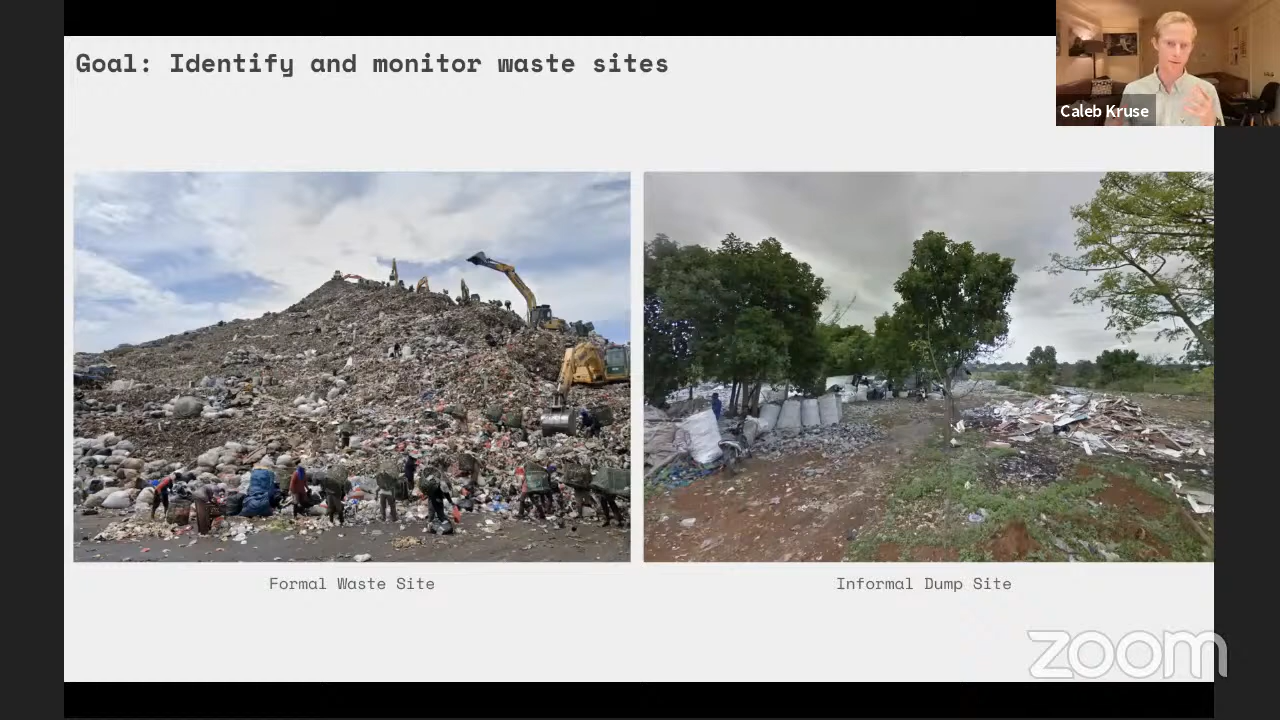 Goal: Identify and monitor waste sites
Caleb Kruse
Formal Waste Site
Informal Dump Site
zoom